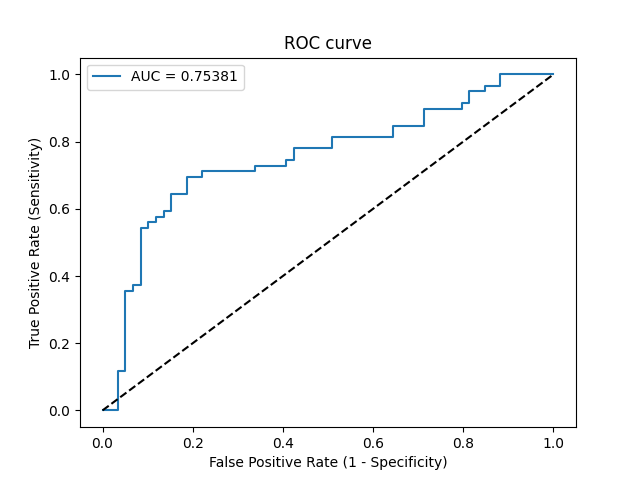 ROC curve
AUC = 0.75381
1.0
0.8
0.6
0.4
0.2
0.0
True Positive Rate (Sensitivity)
0.0 0.2 0.4 0.6 0.8 1.0
False Positive Rate (1 - Specificity)